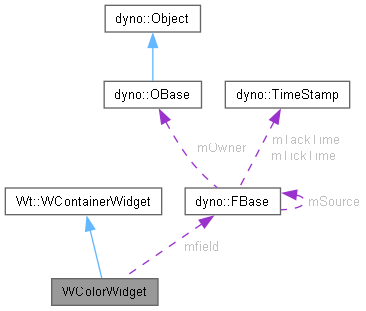 dyno::Object
dyno::OBase
dyno::TimeStamp
mOwner
mTackTime
mTickTime
Wt::WContainerWidget
dyno::FBase
mSource
mfield
WColorWidget